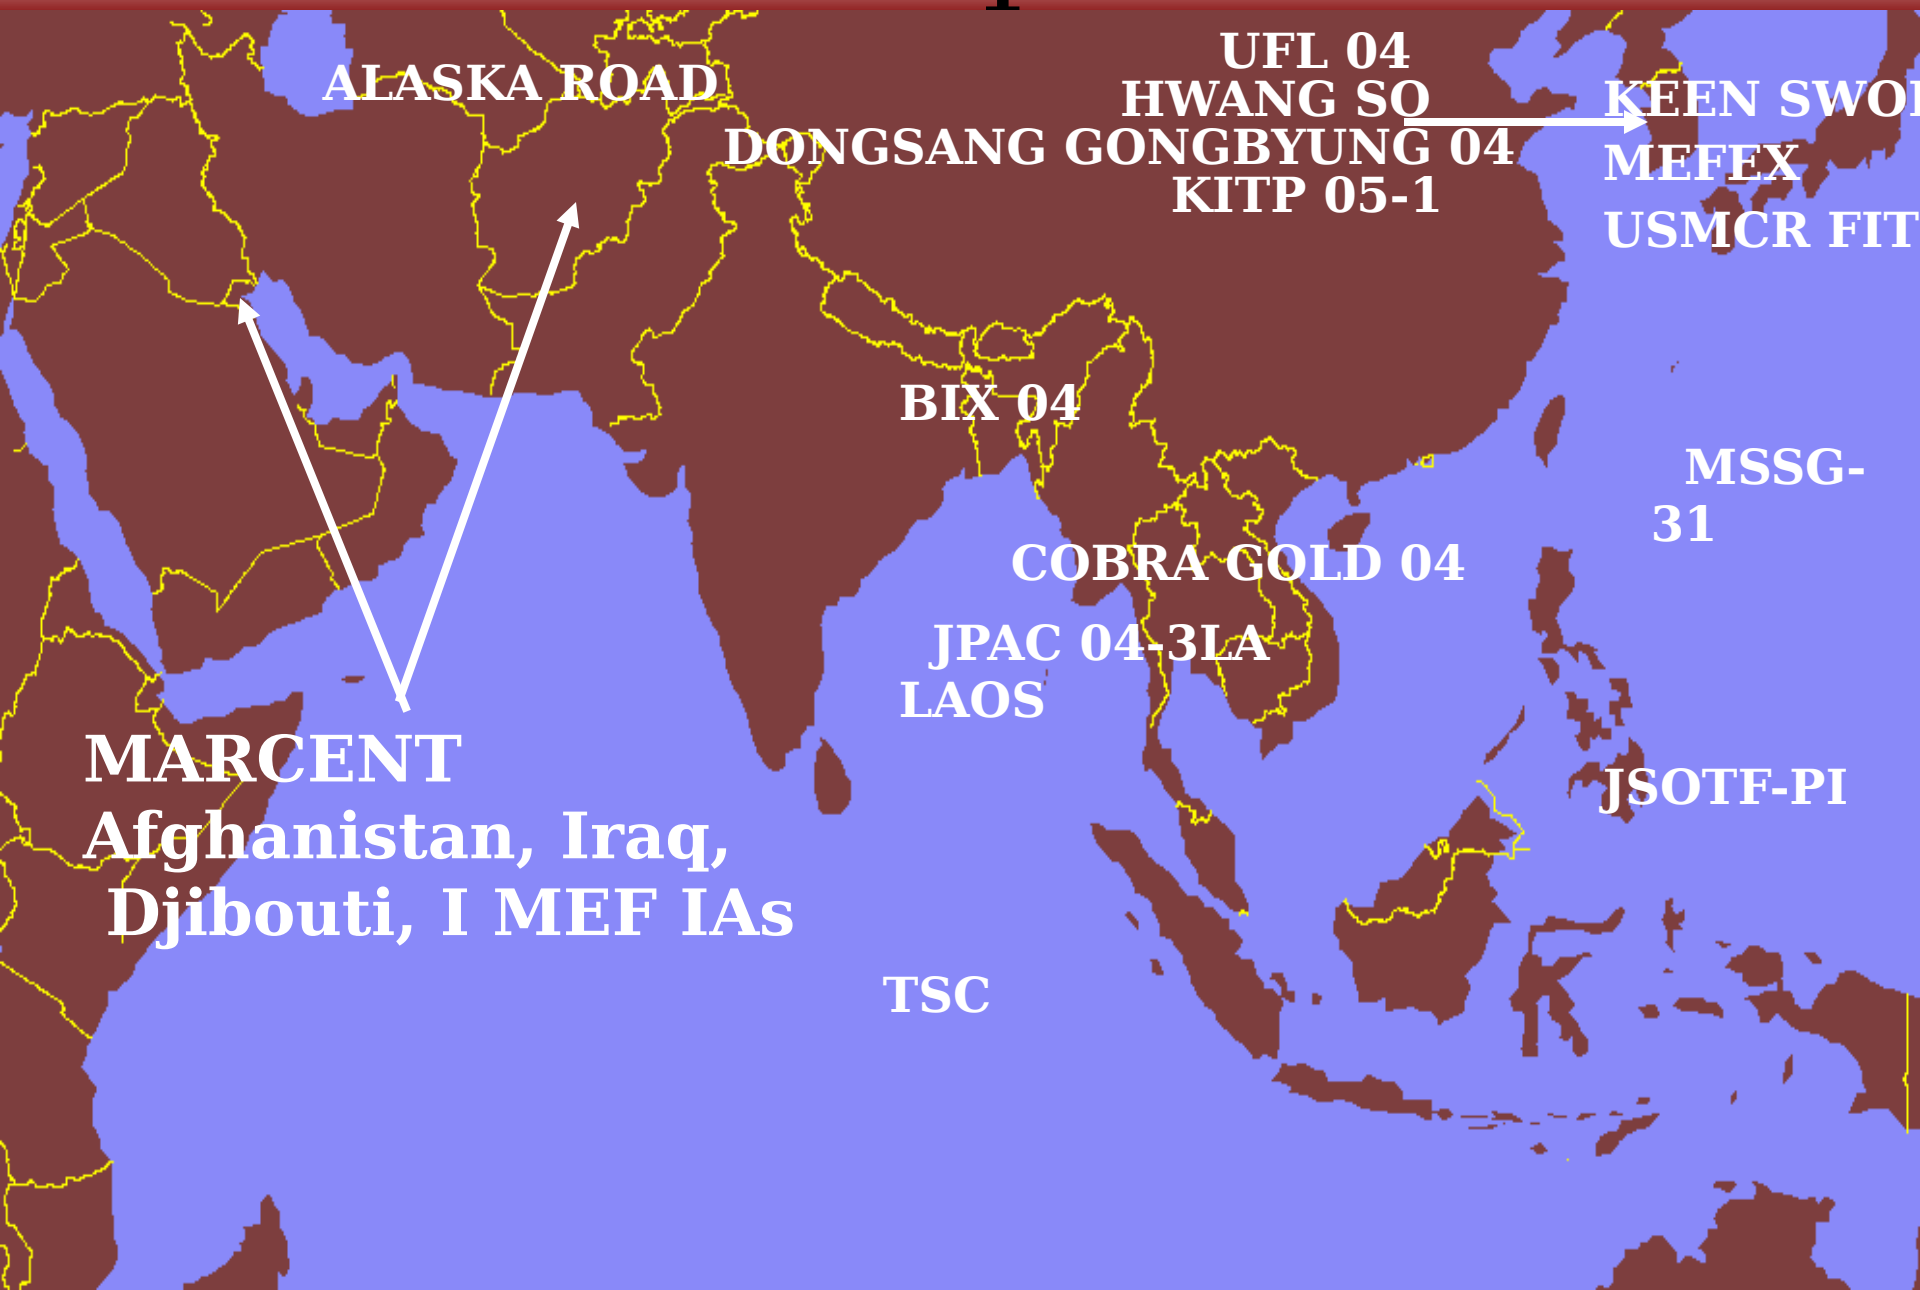 UFL 04
ALASKA ROAD
HWANG SO
KEEN
DONGSANG GONGBYUNG 04
MEFEX
KITP 05-1
USMCR FIT
BIX 04
MSSG-
31
COBRA GOLD 04
JPAC 04-3LA
LAOS
MARCENT
JSOTF-PI
Afghanistan, Iraq,
Djibouti, I MEF IAs
TSC